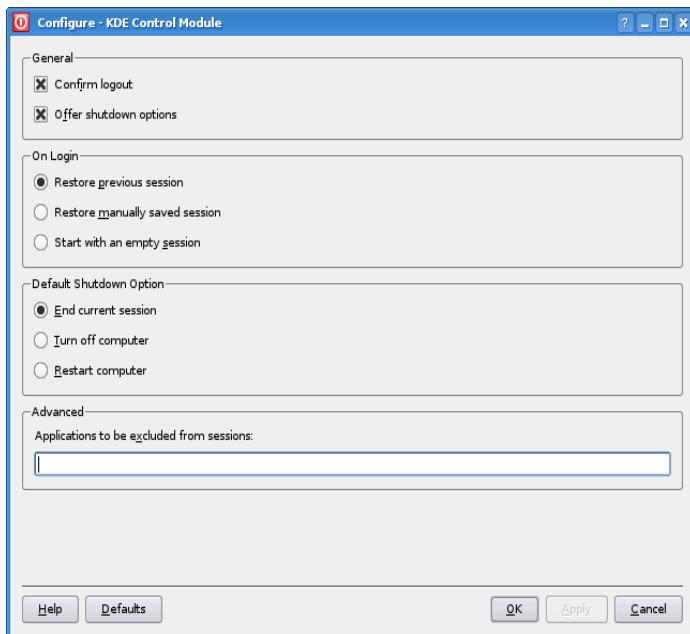 Configure - KDE Control Module
General
Confirm logout
Offer shutdown options
On Login
Restore previous session
Restore manually saved session
Start with an empty session
Default Shutdown Option
End current session
Turn off computer
Restart computer
Advanced
Applications to be excluded from sessions:
Help Defaults OK Apply Cancel